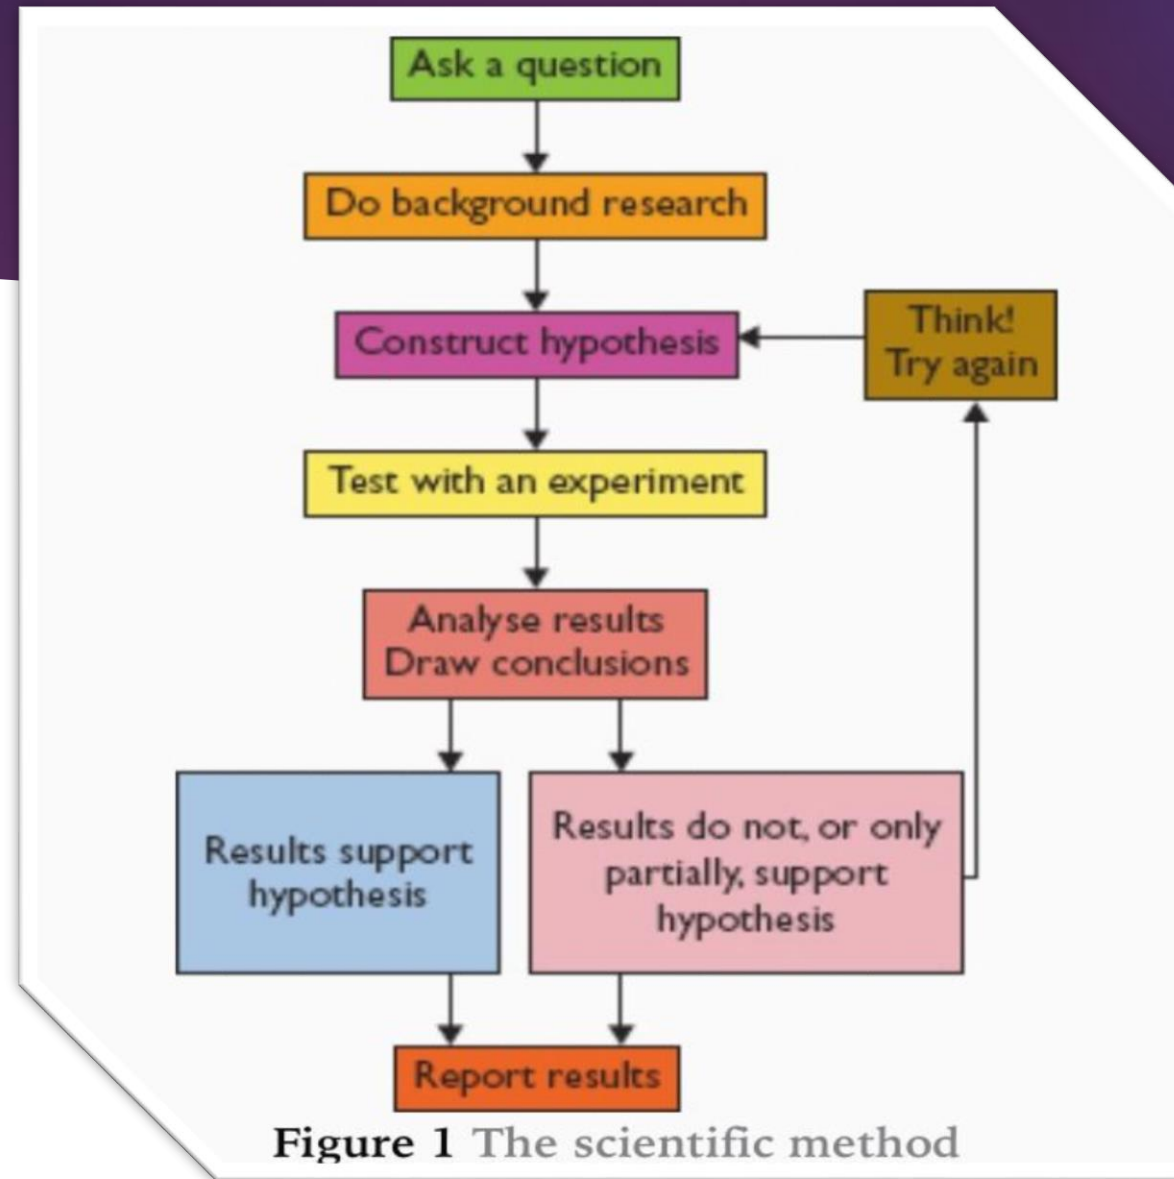 Ask a question
Do background research
Construct hypothesis
Think!
Try again
Test with an experiment
Analyse results
Draw conclusions
Results support
hypothesis
Results do not, or only
partially, support
hypothesis
Report results
Figure 1 The scientific method